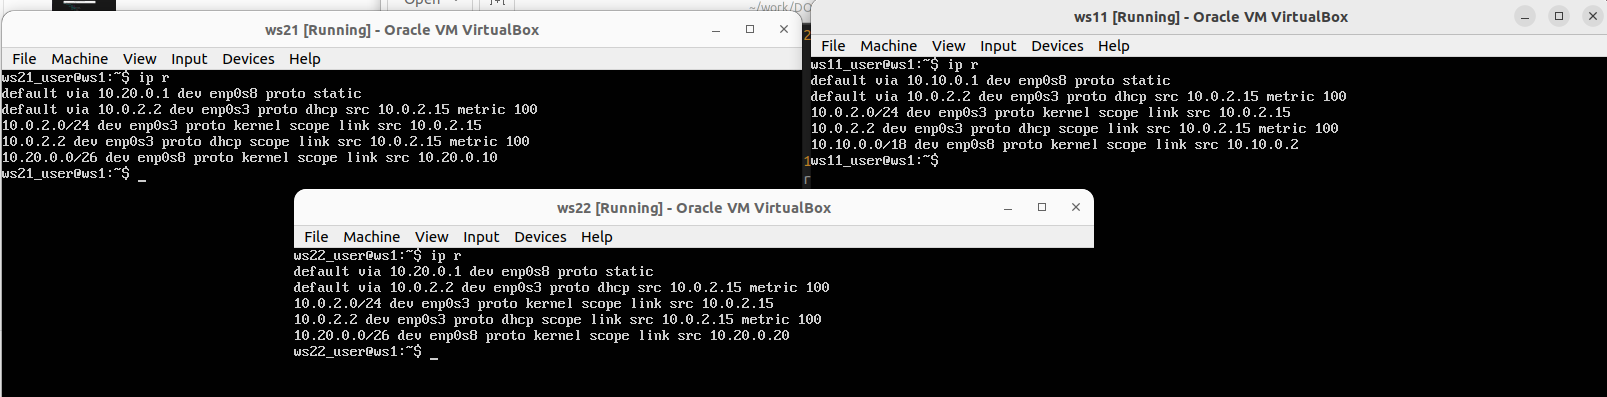 Open
~/work/DO
ws21 [Running] - Oracle VM VirtualBox
File Machine View Input Devices Help
ws21_user@ws1:~$ ip r
default via 10.20.0.1 dev enp0s8 proto static
default via 10.0.2.2 dev enp0s3 proto dhcp src 10.0.2.15 metric 100
10.0.2.0/24 dev enp0s3 proto kernel scope link src 10.0.2.15
10.0.2.2 dev enp0s3 proto dhcp scope link src 10.0.2.15 metric 100
10.20.0.0/26 dev enp0s8 proto kernel scope link src 10.20.0.10
ws21_user@ws1:~$ _
ws11 [Running] - Oracle VM VirtualBox
File Machine View Input Devices Help
ws11_user@ws1:~$ ip r
default via 10.10.0.1 dev enp0s8 proto static
default via 10.0.2.2 dev enp0s3 proto dhcp src 10.0.2.15 metric 100
10.0.2.0/24 dev enp0s3 proto kernel scope link src 10.0.2.15
10.0.2.2 dev enp0s3 proto dhcp scope link src 10.0.2.15 metric 100
10.10.0.0/18 dev enp0s8 proto kernel scope link src 10.10.0.2
ws11_user@ws1:~$
ws22 [Running] - Oracle VM VirtualBox
File Machine View Input Devices Help
ws22_user@ws1:~$ ip r
default via 10.20.0.1 dev enp0s8 proto static
default via 10.0.2.2 dev enp0s3 proto dhcp src 10.0.2.15 metric 100
10.0.2.0/24 dev enp0s3 proto kernel scope link src 10.0.2.15
10.0.2.2 dev enp0s3 proto dhcp scope link src 10.0.2.15 metric 100
10.20.0.0/26 dev enp0s8 proto kernel scope link src 10.20.0.20
ws22_user@ws1:~$ _